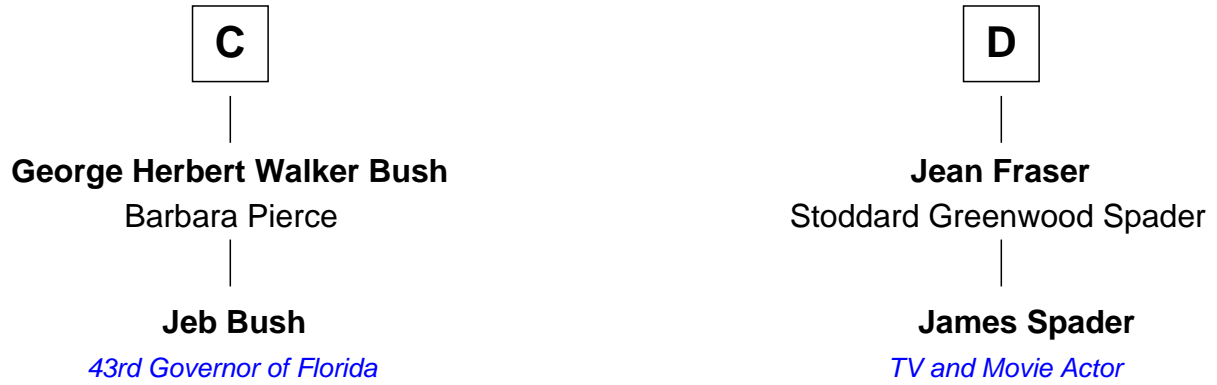 C
George Herbert Walker Bush
Barbara Pierce
Jeb Bush
43rd Governor of Florida
D
Jean Fraser
Stoddard Greenwood Spader
James Spader
TV and Movie Actor